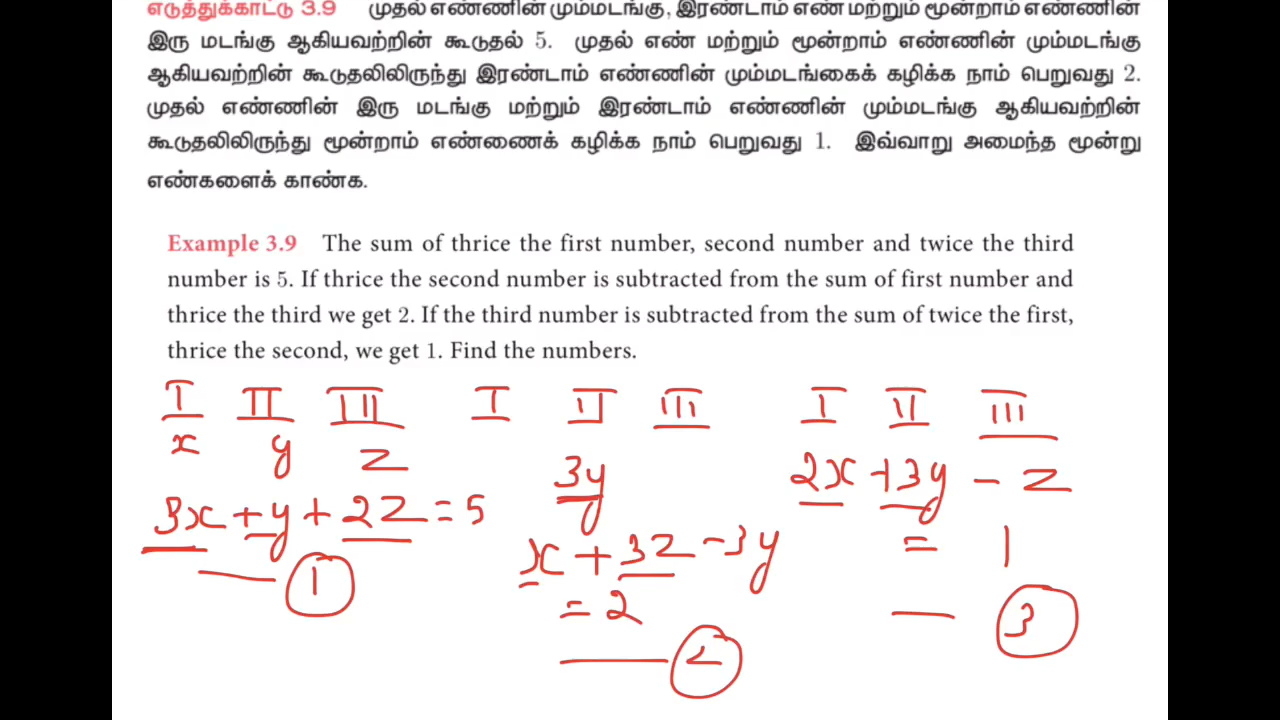 எடுத்துக்காட்டு 3.9 முதல் எண்ணின் மும்மடங்கு, இரண்டாம் எண் மற்றும் மூன்றாம் எண்ணின்
இரு மடங்கு ஆகியவற்றின் கூடுதல் 5. முதல் எண் மற்றும் மூன்றாம் எண்ணின் மும்மடங்கு
ஆகியவற்றின் கூடுதலிலிருந்து இரண்டாம் எண்ணின் மும்மடங்கைக் கழிக்க நாம் பெறுவது 2.
முதல் எண்ணின் இரு மடங்கு மற்றும் இரண்டாம் எண்ணின் மும்மடங்கு ஆகியவற்றின்
கூடுதலிலிருந்து மூன்றாம் எண்ணைக் கழிக்க நாம் பெறுவது 1. இவ்வாறு அமைந்த மூன்று
எண்களைக் காண்க.
Example 3.9 The sum of thrice the first number, second number and twice the third
number is 5. If thrice the second number is subtracted from the sum of first number and
thrice the third we get 2. If the third number is subtracted from the sum of twice the first,
thrice the second, we get 1. Find the numbers.
I II III I II III I II III
x y z
3x + y + 2z = 5
1
3y
x + 3z - 3y
= 2
2
2x + 3y - z
= 1
3